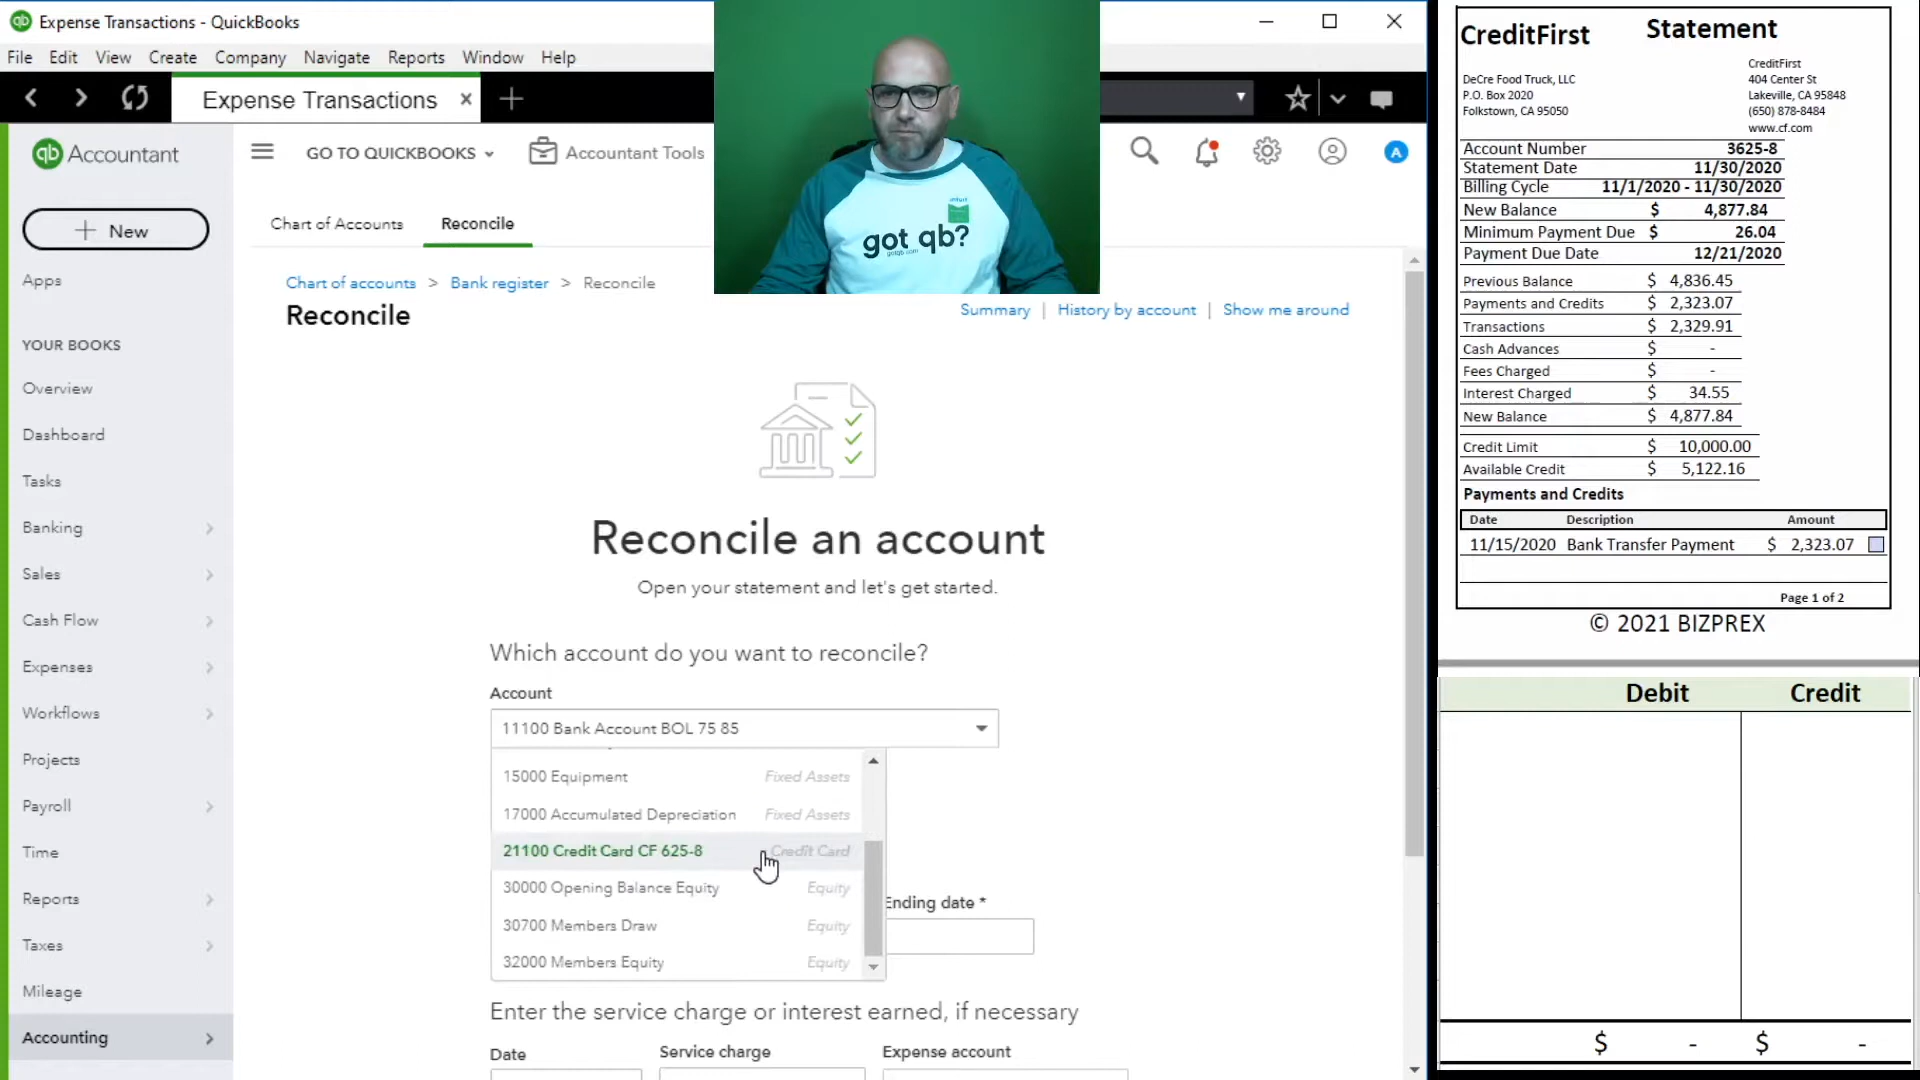 Expense Transactions - QuickBooks
File Edit View Create Company Navigate Reports Window Help
Expense Transactions
Accountant
GO TO QUICKBOOKS
Accountant Tools
A
New
Apps
YOUR BOOKS
Overview
Dashboard
Tasks
Banking
Sales
Cash Flow
Expenses
Workflows
Projects
Payroll
Time
Reports
Taxes
Mileage
Accounting
Chart of Accounts Reconcile
Chart of accounts > Bank register > Reconcile
Reconcile
Summary | History by account | Show me around
intuit
got qb?
Reconcile an account
Open your statement and let's get started.
Which account do you want to reconcile?
Account
11100 Bank Account BOL 75 85
15000 Equipment Fixed Assets
17000 Accumulated Depreciation Fixed Assets
21100 Credit Card CF 625-8 Credit Card
30000 Opening Balance Equity Equity
30700 Members Draw Equity
32000 Members Equity Equity
Ending date *
Enter the service charge or interest earned, if necessary
Date Service charge Expense account
CreditFirst Statement
DeCre Food Truck, LLC
P.O. Box 2020
Folkstown, CA 95050
CreditFirst
404 Center St
Lakeville, CA 95848
(650) 878-8484
www.cf.com
Account Number 3625-8
Statement Date 11/30/2020
Billing Cycle 11/1/2020 - 11/30/2020
New Balance $ 4,877.84
Minimum Payment Due $ 26.04
Payment Due Date 12/21/2020
Previous Balance $ 4,836.45
Payments and Credits $ 2,323.07
Transactions $ 2,329.91
Cash Advances $ -
Fees Charged $ -
Interest Charged $ 34.55
New Balance $ 4,877.84
Credit Limit $ 10,000.00
Available Credit $ 5,122.16
Payments and Credits
Date Description Amount
11/15/2020 Bank Transfer Payment $ 2,323.07
Page 1 of 2
© 2021 BIZPREX
Debit Credit
$ - $ -